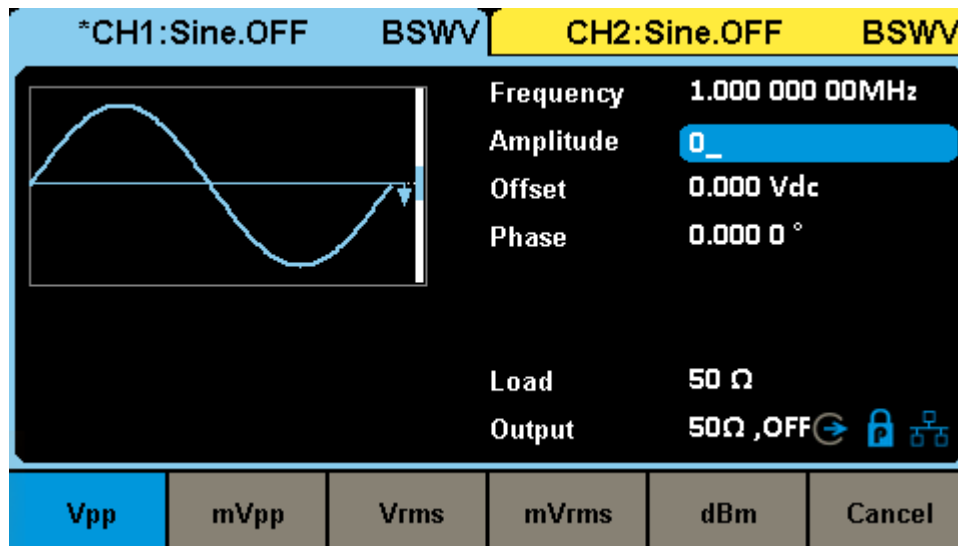 *CH1:Sine.OFF BSWV CH2:Sine.OFF BSWV
Frequency 1.000 000 00MHz
Amplitude 0_
Offset 0.000 Vdc
Phase 0.000 0 °
Load 50 Ω
Output 50Ω ,OFF P
Vpp mVpp Vrms mVrms dBm Cancel